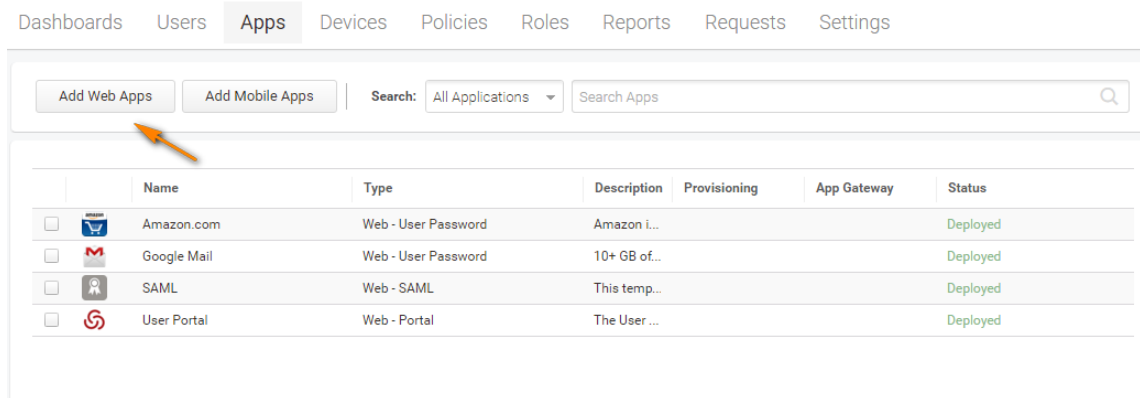 Dashboards Users Apps Devices Policies Roles Reports Requests Settings
Add Web Apps Add Mobile Apps Search: All Applications Search Apps
Name Type Description Provisioning App Gateway Status
amazon Amazon.com Web - User Password Amazon i... Deployed
Google Mail Web - User Password 10+ GB of... Deployed
SAML Web - SAML This temp... Deployed
User Portal Web - Portal The User ... Deployed